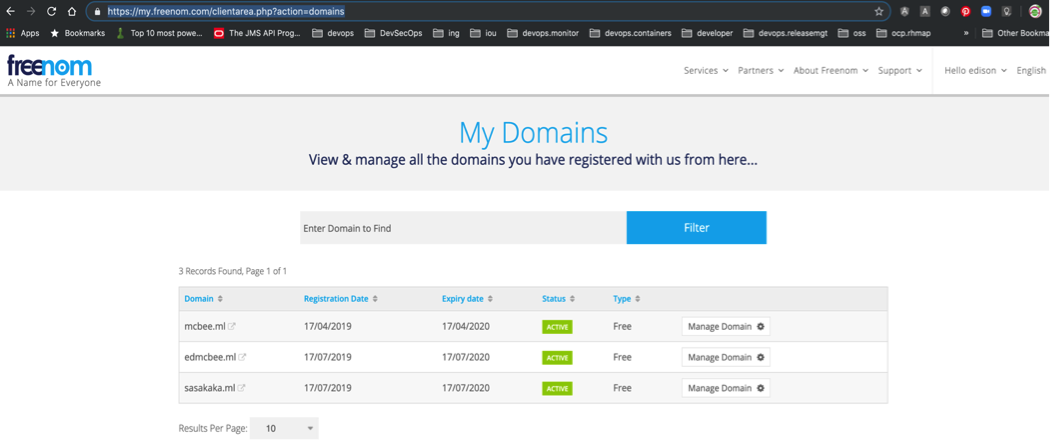 https://my.freenom.com/clientarea.php?action=domains
Apps Bookmarks Top 10 most powe... The JMS API Prog... devops DevSecOps ing iou devops.monitor devops.containers developer devops.releasemgt oss ocp.rhmap » Other Bookma
freenom
A Name for Everyone
Services Partners About Freenom Support Hello edison English
My Domains
View & manage all the domains you have registered with us from here...
Enter Domain to Find Filter
3 Records Found, Page 1 of 1
Domain Registration Date Expiry date Status Type
mcbee.ml 17/04/2019 17/04/2020 ACTIVE Free Manage Domain
edmcbee.ml 17/07/2019 17/07/2020 ACTIVE Free Manage Domain
sasakaka.ml 17/07/2019 17/07/2020 ACTIVE Free Manage Domain
Results Per Page: 10